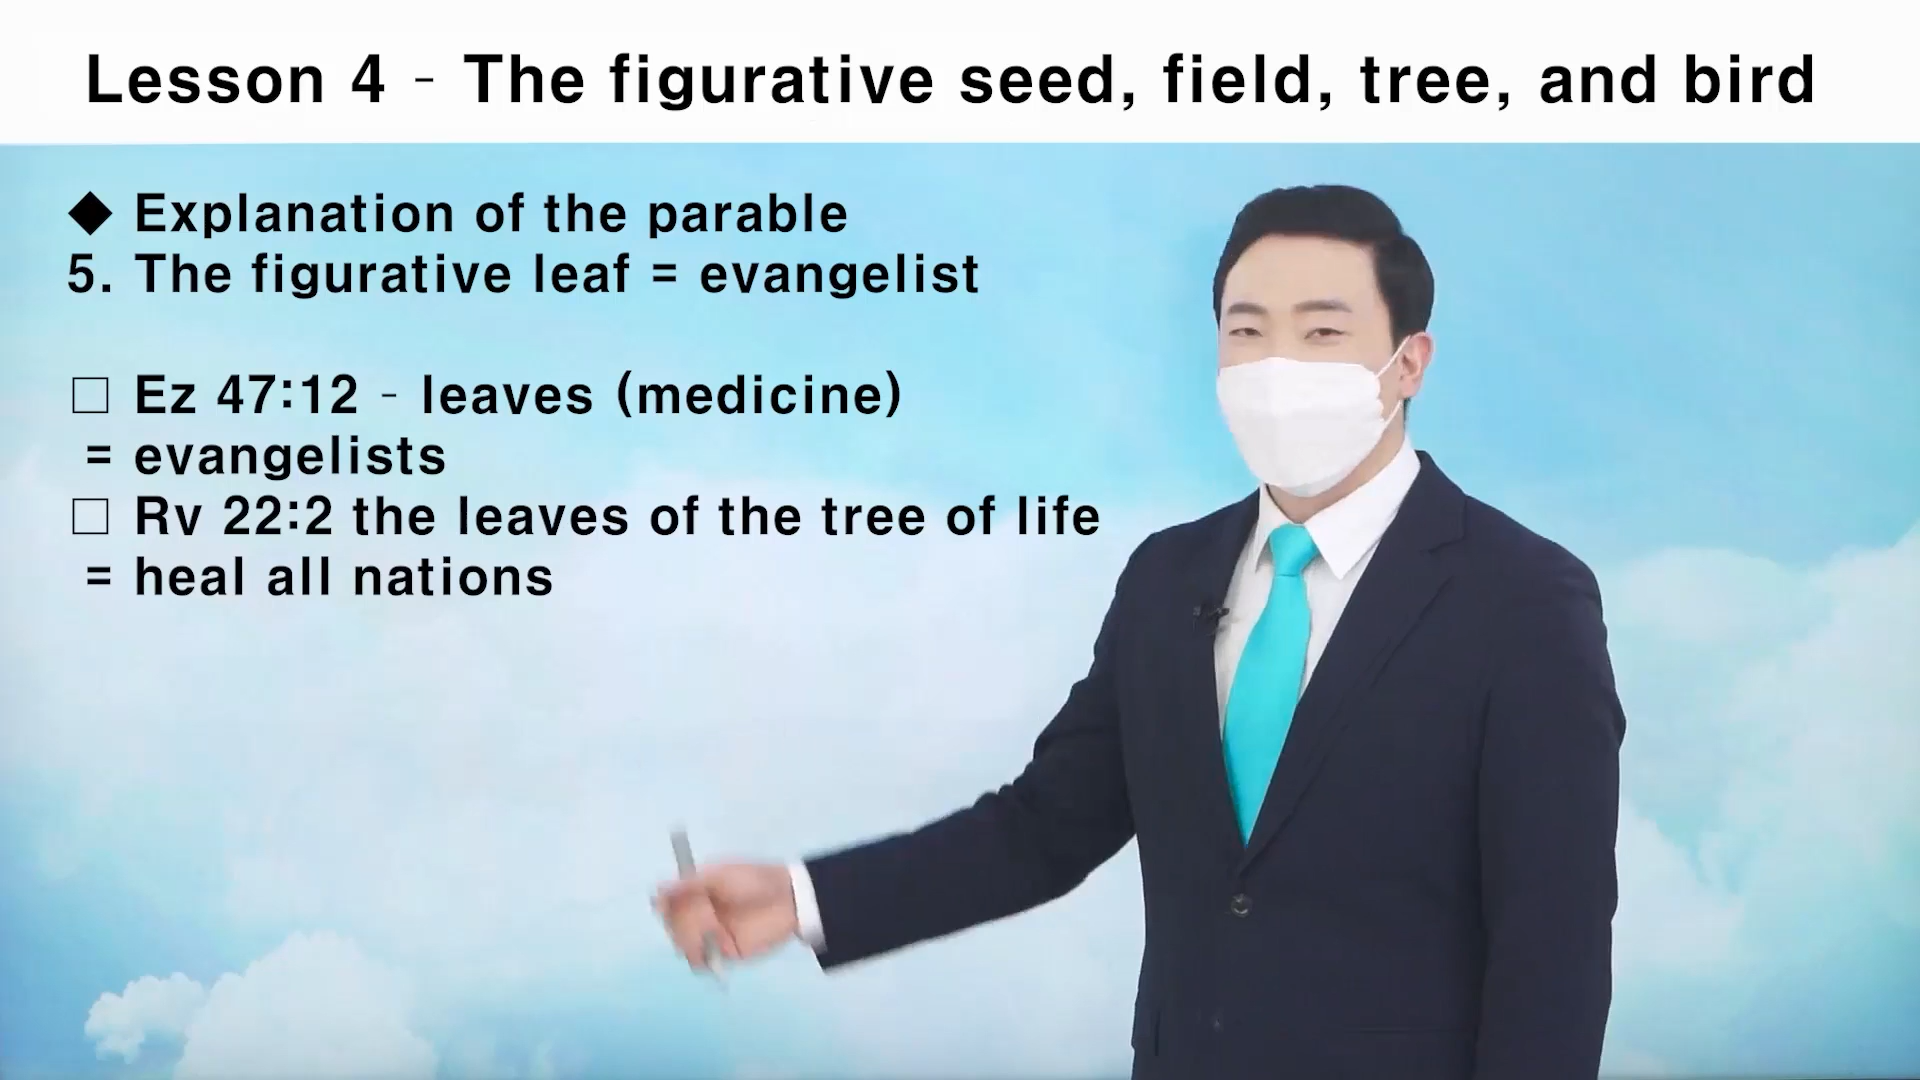 Lesson 4 - The figurative seed, field, tree, and bird
◆ Explanation of the parable
5. The figurative leaf = evangelist
□ Ez 47:12 - leaves (medicine)
= evangelists
□ Rv 22:2 the leaves of the tree of life
= heal all nations